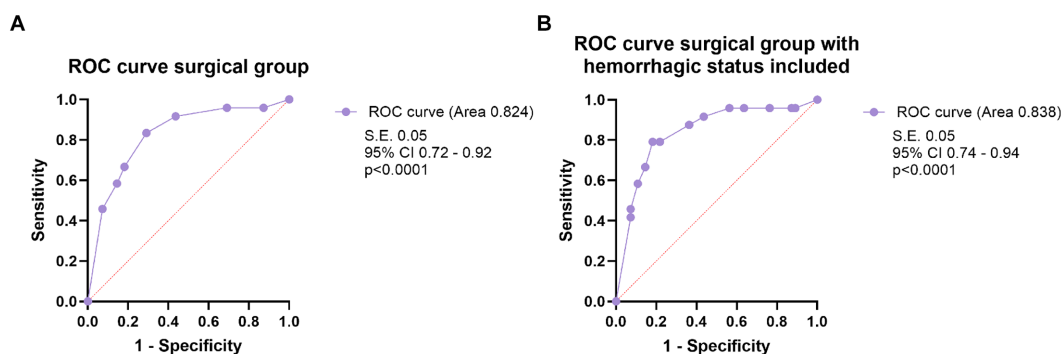 A
ROC curve surgical group
1.0
0.8
0.6
0.4
0.2
0.0
Sensitivity
0.0 0.2 0.4 0.6 0.8 1.0
1 - Specificity
ROC curve (Area 0.824)
S.E. 0.05
95% CI 0.72 - 0.92
p<0.0001
B
ROC curve surgical group with
hemorrhagic status included
1.0
0.8
0.6
0.4
0.2
0.0
Sensitivity
0.0 0.2 0.4 0.6 0.8 1.0
1 - Specificity
ROC curve (Area 0.838)
S.E. 0.05
95% CI 0.74 - 0.94
p<0.0001